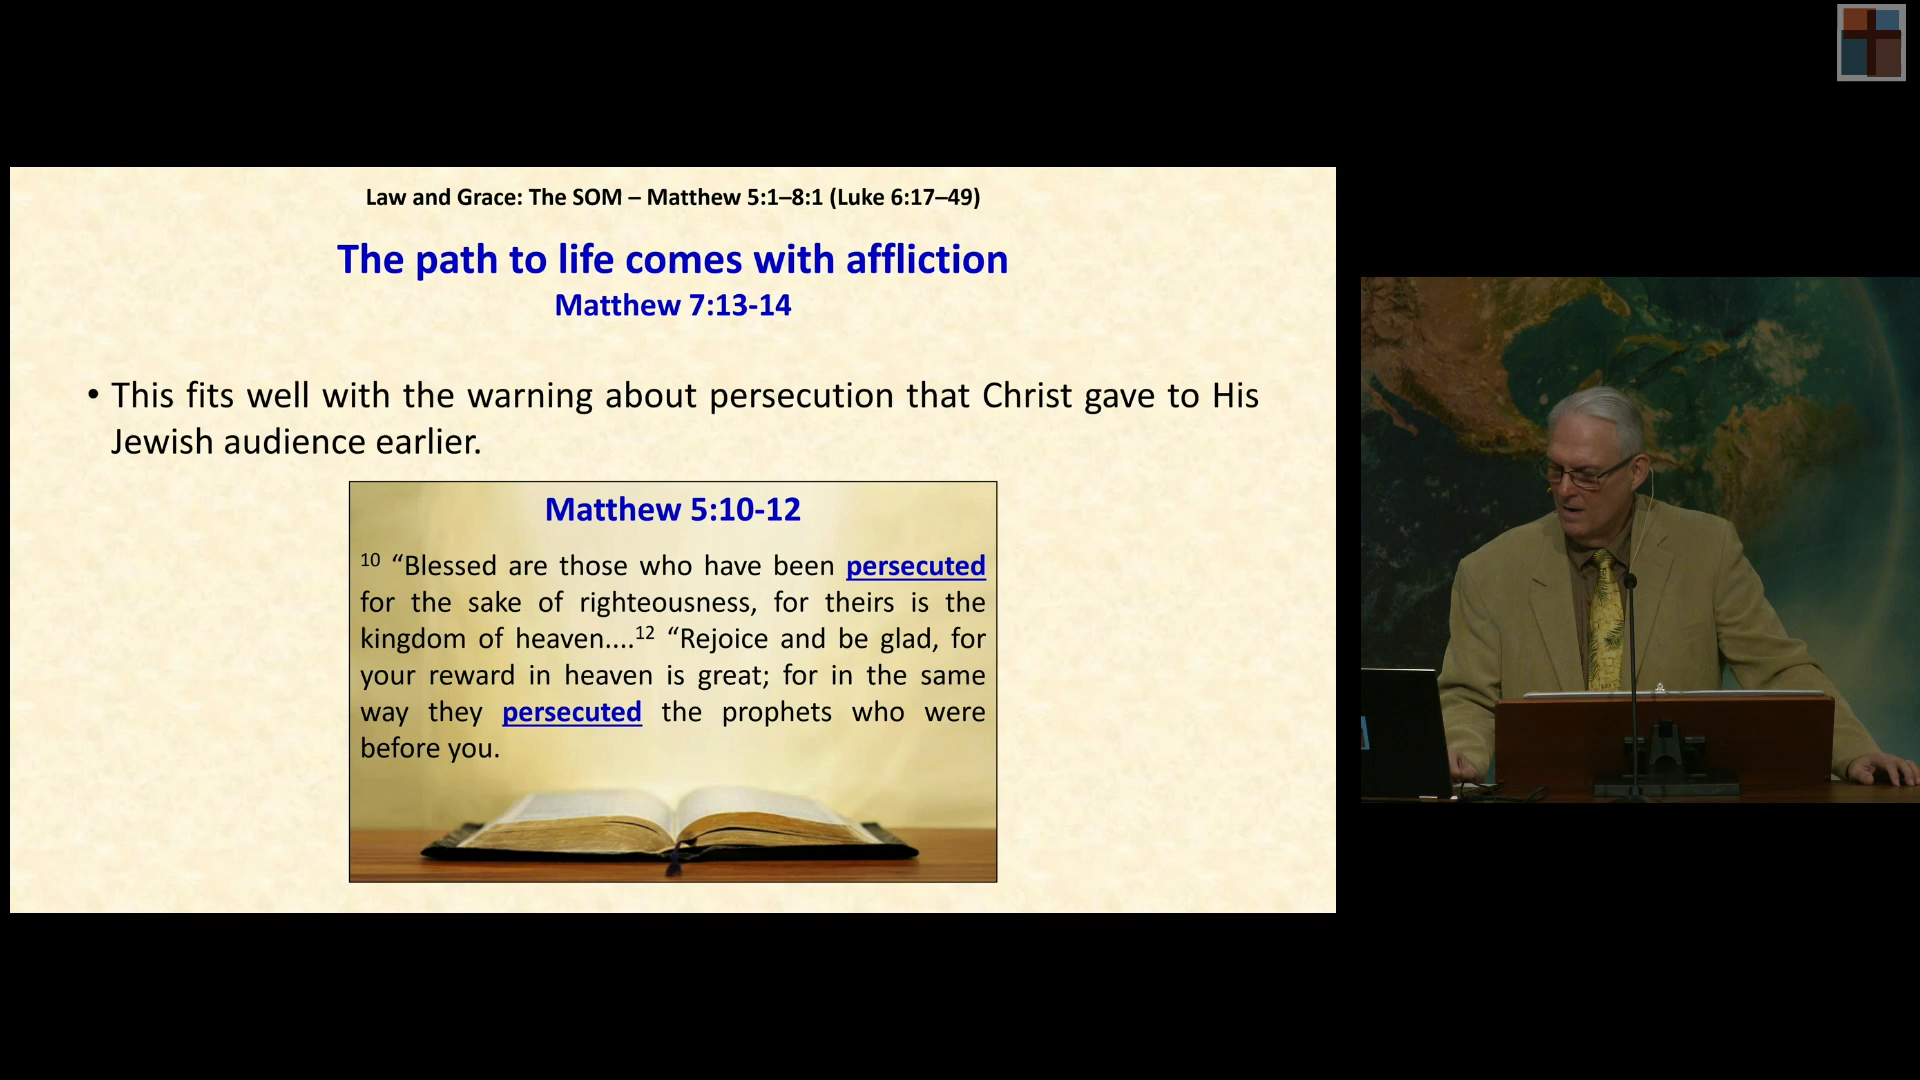 Law and Grace: The SOM – Matthew 5:1–8:1 (Luke 6:17–49)
The path to life comes with affliction
Matthew 7:13-14
• This fits well with the warning about persecution that Christ gave to His
Jewish audience earlier.
Matthew 5:10-12
10 “Blessed are those who have been persecuted
for the sake of righteousness, for theirs is the
kingdom of heaven....12 “Rejoice and be glad, for
your reward in heaven is great; for in the same
way they persecuted the prophets who were
before you.